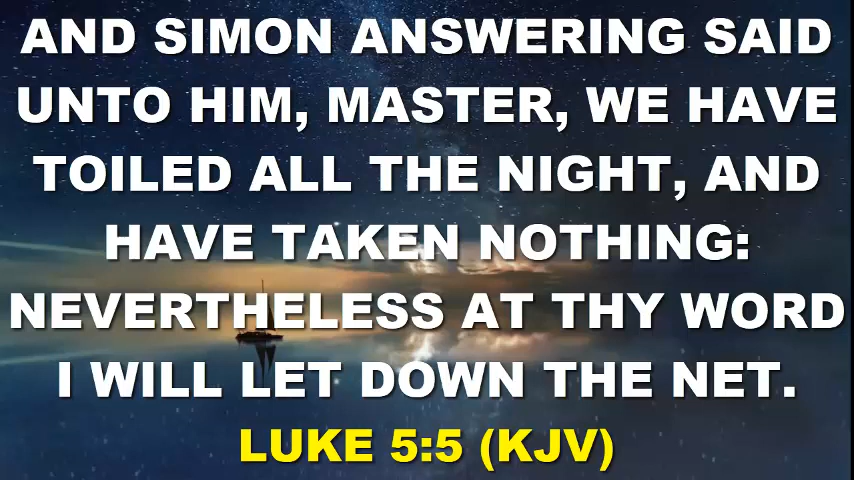 AND SIMON ANSWERING SAID
UNTO HIM, MASTER, WE HAVE
TOILED ALL THE NIGHT, AND
HAVE TAKEN NOTHING:
NEVERTHELESS AT THY WORD
I WILL LET DOWN THE NET.
LUKE 5:5 (KJV)